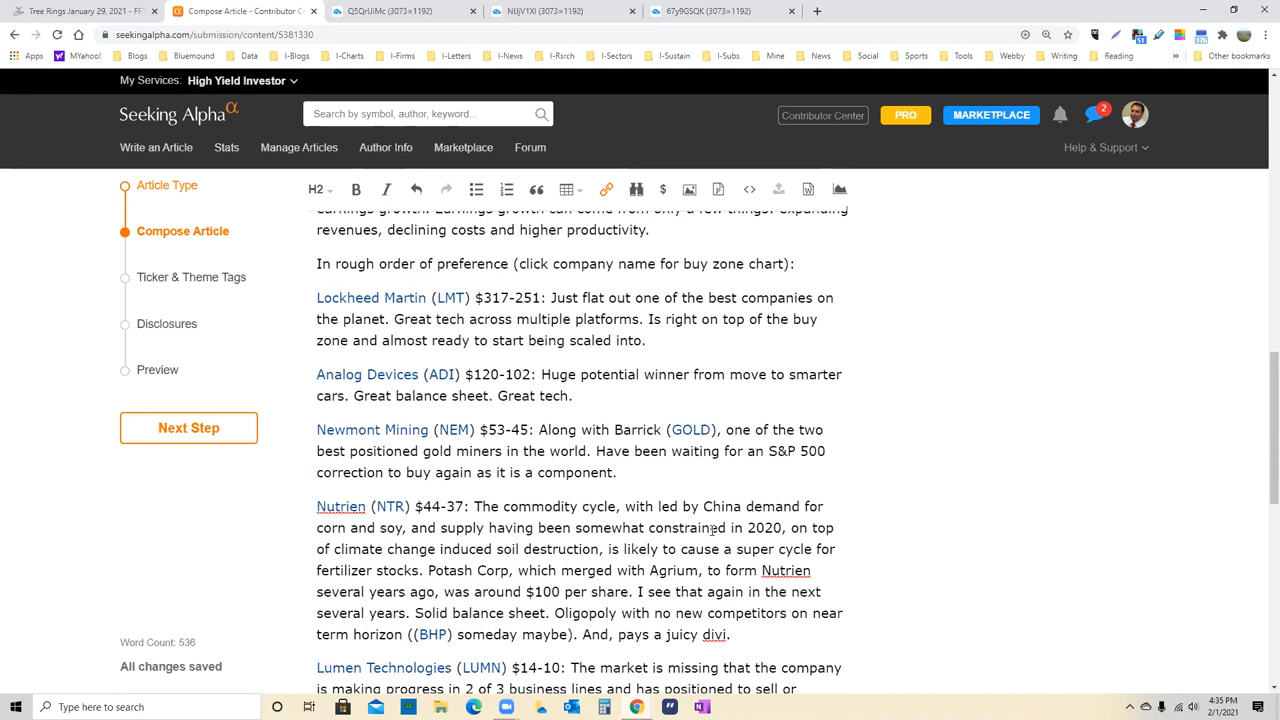 Tree Rings January 29, 2021 - FF
Compose Article - Contributor C
Q5QrUiMc (3073×1192)
67y9GSQK (3073×1192)
seekingalpha.com/submission/content/5381330
Apps
MYahoo!
Blogs
Bluemound
Data
I-Blogs
I-Charts
I-Firms
I-Letters
I-News
I-Rsrch
I-Sectors
I-Sustain
I-Subs
Mine
News
Social
Sports
Tools
Webby
Writing
Reading
»
Other bookmarks
My Services: High Yield Investor
Seeking Alpha α
Search by symbol, author, keyword...
Contributor Center
PRO
MARKETPLACE
2
Write an Article
Stats
Manage Articles
Author Info
Marketplace
Forum
Help & Support
Article Type
Compose Article
Ticker & Theme Tags
Disclosures
Preview
Next Step
Word Count: 536
All changes saved
H2
B
I
$
Earnings growth. Earnings growth can come from only a few things: Expanding
revenues, declining costs and higher productivity.
In rough order of preference (click company name for buy zone chart):
Lockheed Martin (LMT) $317-251: Just flat out one of the best companies on
the planet. Great tech across multiple platforms. Is right on top of the buy
zone and almost ready to start being scaled into.
Analog Devices (ADI) $120-102: Huge potential winner from move to smarter
cars. Great balance sheet. Great tech.
Newmont Mining (NEM) $53-45: Along with Barrick (GOLD), one of the two
best positioned gold miners in the world. Have been waiting for an S&P 500
correction to buy again as it is a component.
Nutrien (NTR) $44-37: The commodity cycle, with led by China demand for
corn and soy, and supply having been somewhat constrained in 2020, on top
of climate change induced soil destruction, is likely to cause a super cycle for
fertilizer stocks. Potash Corp, which merged with Agrium, to form Nutrien
several years ago, was around $100 per share. I see that again in the next
several years. Solid balance sheet. Oligopoly with no new competitors on near
term horizon ((BHP) someday maybe). And, pays a juicy divi.
Lumen Technologies (LUMN) $14-10: The market is missing that the company
is making progress in 2 of 3 business lines and has positioned to sell or
Type here to search
4:35 PM
2/1/2021